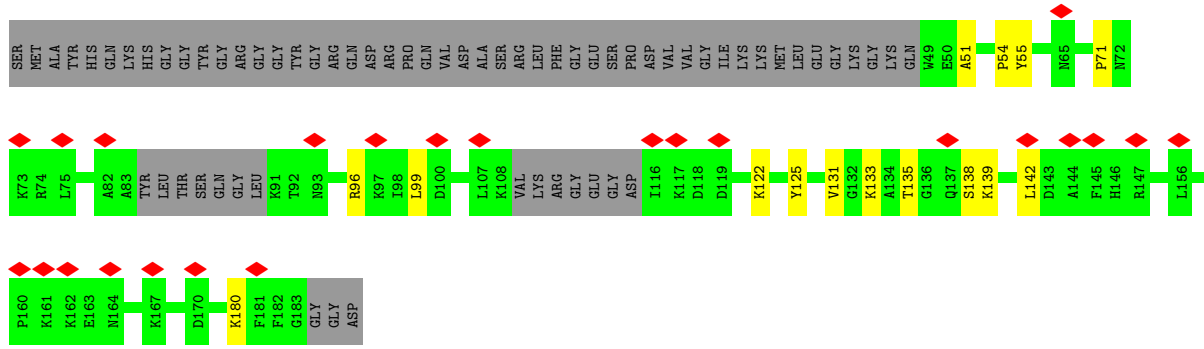 SER MET ALA TYR HIS GLN LYS HIS GLY GLY TYR GLY ARG GLY GLY TYR GLY ARG GLN ASP ARG PRO GLN VAL ASP ALA SER ARG LEU PHE GLY GLU SER PRO ASP VAL VAL GLY ILE LYS LYS MET LEU GLU GLY LYS GLY LYS GLN W49 E50 A51 P54 Y55 N65 P71 N72
K73 R74 L75 A82 A83 TYR LEU THR SER GLN GLY LEU K91 T92 N93 R96 K97 I98 L99 D100 L107 K108 VAL LYS ARG GLY GLU GLY ASP I116 K117 D118 D119 K122 Y125 V131 G132 K133 A134 T135 G136 Q137 S138 K139 L142 D143 A144 F145 H146 R147 L156
P160 K161 K162 E163 N164 K167 D170 K180 F181 F182 G183 GLY GLY ASP